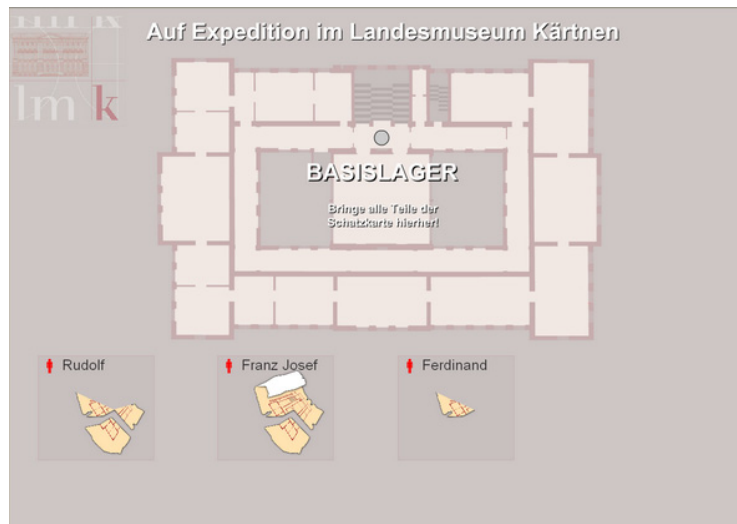 Auf Expedition im Landesmuseum Kärtnen
lm k
BASISLAGER
Bringe alle Teile der
Schatzkarte hierher!
Rudolf
Franz Josef
Ferdinand